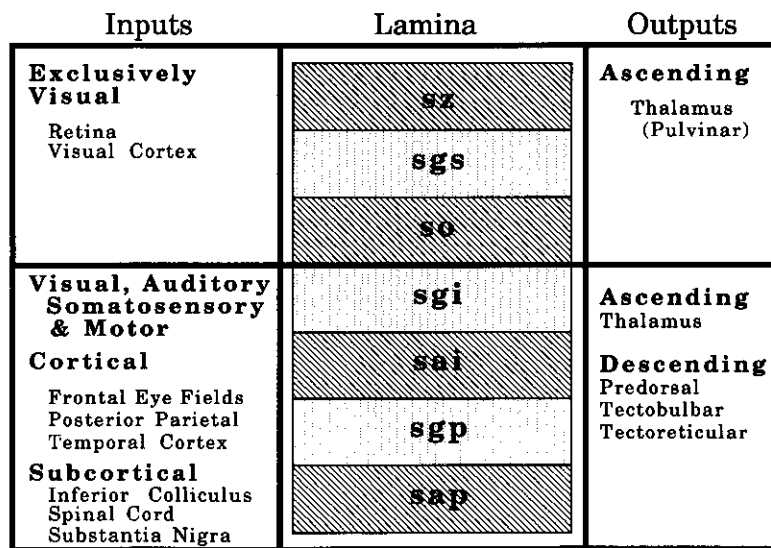 Inputs
Lamina
Outputs
Exclusively
Visual
Retina
Visual Cortex
sz
sgs
so
Ascending
Thalamus
(Pulvinar)
Visual, Auditory
Somatosensory
& Motor
Cortical
Frontal Eye Fields
Posterior Parietal
Temporal Cortex
Subcortical
Inferior Colliculus
Spinal Cord
Substantia Nigra
sgi
sai
sgp
sap
Ascending
Thalamus
Descending
Predorsal
Tectobulbar
Tectoreticular